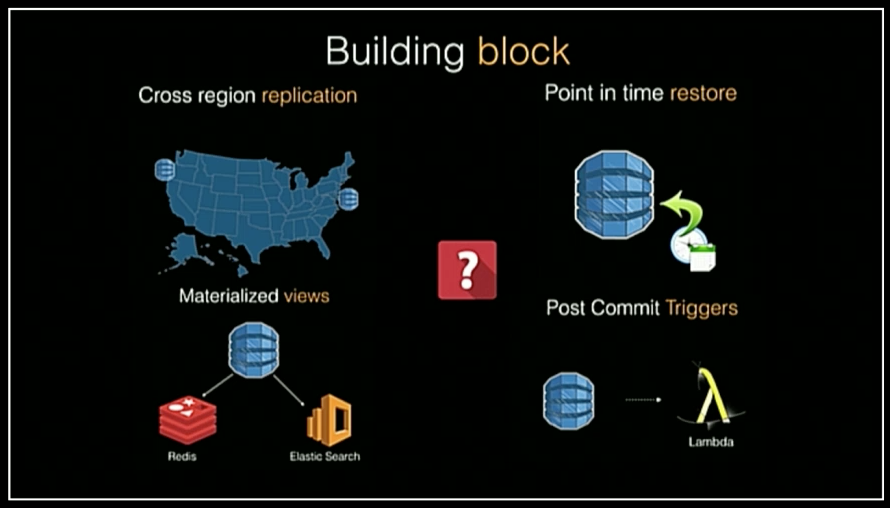 Building block
Cross region replication
Point in time restore
?
Materialized views
Post Commit Triggers
Redis
Elastic Search
Lambda